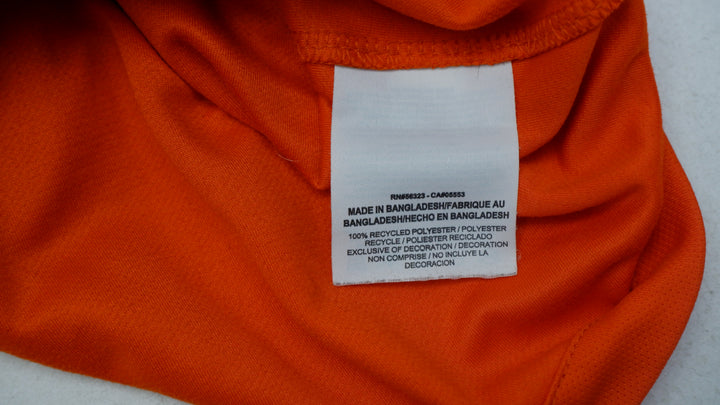 RN#56323 - CA#05553
MADE IN BANGLADESH/FABRIQUE AU
BANGLADESH/HECHO EN BANGLADESH
100% RECYCLED POLYESTER / POLYESTER
RECYCLE / POLIESTER RECICLADO
EXCLUSIVE OF DECORATION / DECORATION
NON COMPRISE / NO INCLUYE LA
DECORACION